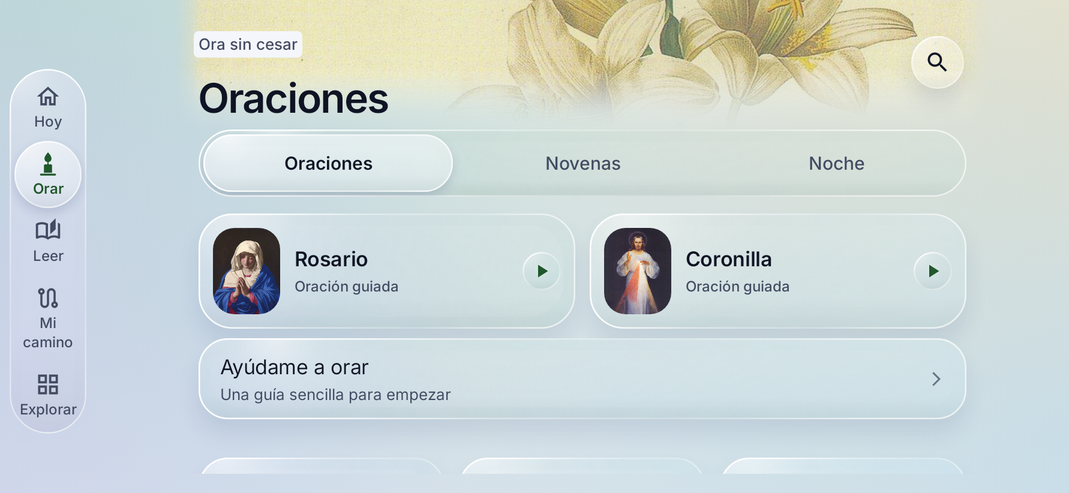 Ora sin cesar
Oraciones
Hoy
Orar
Leer
Mi
camino
Explorar
Oraciones
Novenas
Noche
Rosario
Oración guiada
Coronilla
Oración guiada
Ayúdame a orar
Una guía sencilla para empezar